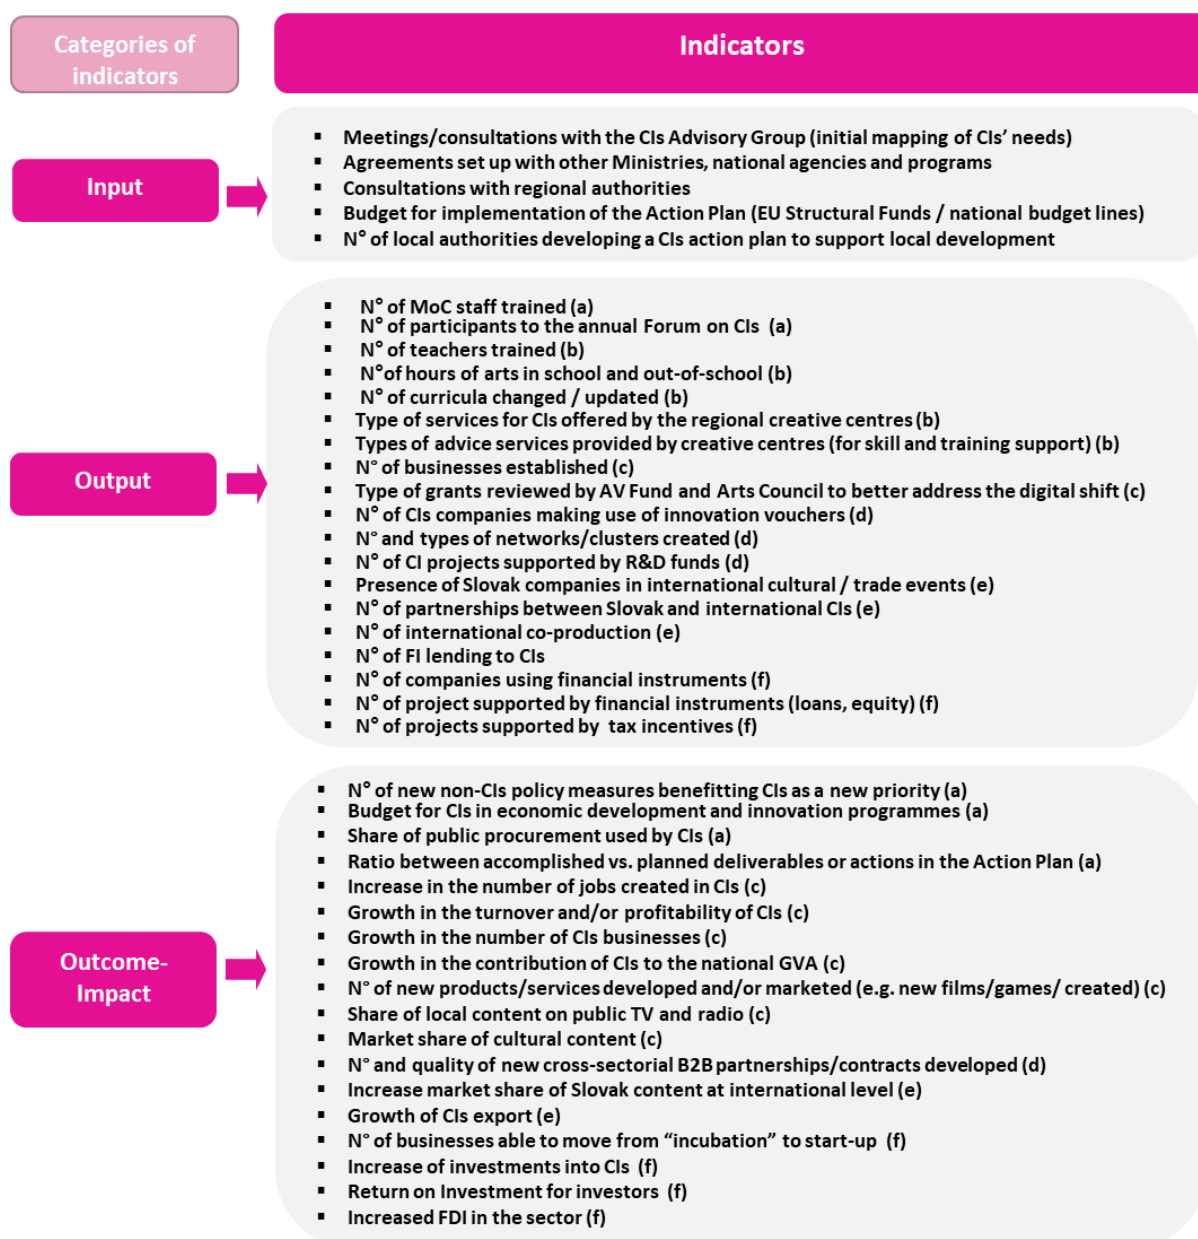 Categories of
indicators
Indicators
Input
▪ Meetings/consultations with the CIs Advisory Group (initial mapping of CIs’ needs)
▪ Agreements set up with other Ministries, national agencies and programs
▪ Consultations with regional authorities
▪ Budget for implementation of the Action Plan (EU Structural Funds / national budget lines)
▪ N° of local authorities developing a CIs action plan to support local development
Output
▪ N° of MoC staff trained (a)
▪ N° of participants to the annual Forum on CIs (a)
▪ N° of teachers trained (b)
▪ N°of hours of arts in school and out-of-school (b)
▪ N° of curricula changed / updated (b)
▪ Type of services for CIs offered by the regional creative centres (b)
▪ Types of advice services provided by creative centres (for skill and training support) (b)
▪ N° of businesses established (c)
▪ Type of grants reviewed by AV Fund and Arts Council to better address the digital shift (c)
▪ N° of CIs companies making use of innovation vouchers (d)
▪ N° and types of networks/clusters created (d)
▪ N° of CI projects supported by R&D funds (d)
▪ Presence of Slovak companies in international cultural / trade events (e)
▪ N° of partnerships between Slovak and international CIs (e)
▪ N° of international co-production (e)
▪ N° of FI lending to CIs
▪ N° of companies using financial instruments (f)
▪ N° of project supported by financial instruments (loans, equity) (f)
▪ N° of projects supported by tax incentives (f)
Outcome-
Impact
▪ N° of new non-CIs policy measures benefitting CIs as a new priority (a)
▪ Budget for CIs in economic development and innovation programmes (a)
▪ Share of public procurement used by CIs (a)
▪ Ratio between accomplished vs. planned deliverables or actions in the Action Plan (a)
▪ Increase in the number of jobs created in CIs (c)
▪ Growth in the turnover and/or profitability of CIs (c)
▪ Growth in the number of CIs businesses (c)
▪ Growth in the contribution of CIs to the national GVA (c)
▪ N° of new products/services developed and/or marketed (e.g. new films/games/ created) (c)
▪ Share of local content on public TV and radio (c)
▪ Market share of cultural content (c)
▪ N° and quality of new cross-sectorial B2B partnerships/contracts developed (d)
▪ Increase market share of Slovak content at international level (e)
▪ Growth of CIs export (e)
▪ N° of businesses able to move from “incubation” to start-up (f)
▪ Increase of investments into CIs (f)
▪ Return on Investment for investors (f)
▪ Increased FDI in the sector (f)